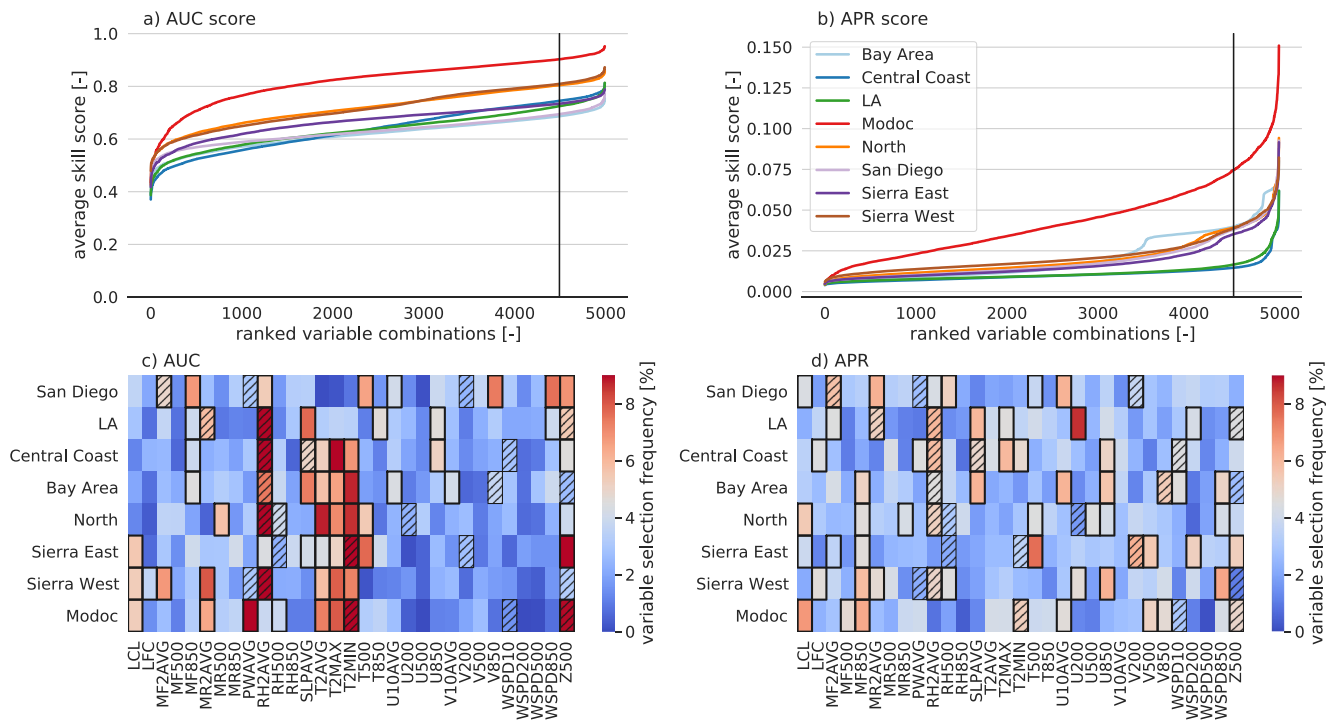 a) AUC score
average skill score [-]
1.0
0.8
0.6
0.4
0.2
0.0
0 1000 2000 3000 4000 5000
ranked variable combinations [-]
b) APR score
average skill score [-]
0.150
0.125
0.100
0.075
0.050
0.025
0.000
Bay Area
Central Coast
LA
Modoc
North
San Diego
Sierra East
Sierra West
0 1000 2000 3000 4000 5000
ranked variable combinations [-]
c) AUC
San Diego
LA
Central Coast
Bay Area
North
Sierra East
Sierra West
Modoc
LCL
LFC
MF2AVG
MF500
MF850
MR2AVG
MR500
MR850
PWAVG
RH2AVG
RH500
RH850
SLPAVG
T2AVG
T2MAX
T2MIN
T500
T850
U10AVG
U200
U500
U850
V10AVG
V200
V500
V850
WSPD10
WSPD200
WSPD500
WSPD850
Z500
8
6
4
2
0
variable selection frequency [%]
d) APR
San Diego
LA
Central Coast
Bay Area
North
Sierra East
Sierra West
Modoc
LCL
LFC
MF2AVG
MF500
MF850
MR2AVG
MR500
MR850
PWAVG
RH2AVG
RH500
RH850
SLPAVG
T2AVG
T2MAX
T2MIN
T500
T850
U10AVG
U200
U500
U850
V10AVG
V200
V500
V850
WSPD10
WSPD200
WSPD500
WSPD850
Z500
8
6
4
2
0
variable selection frequency [%]